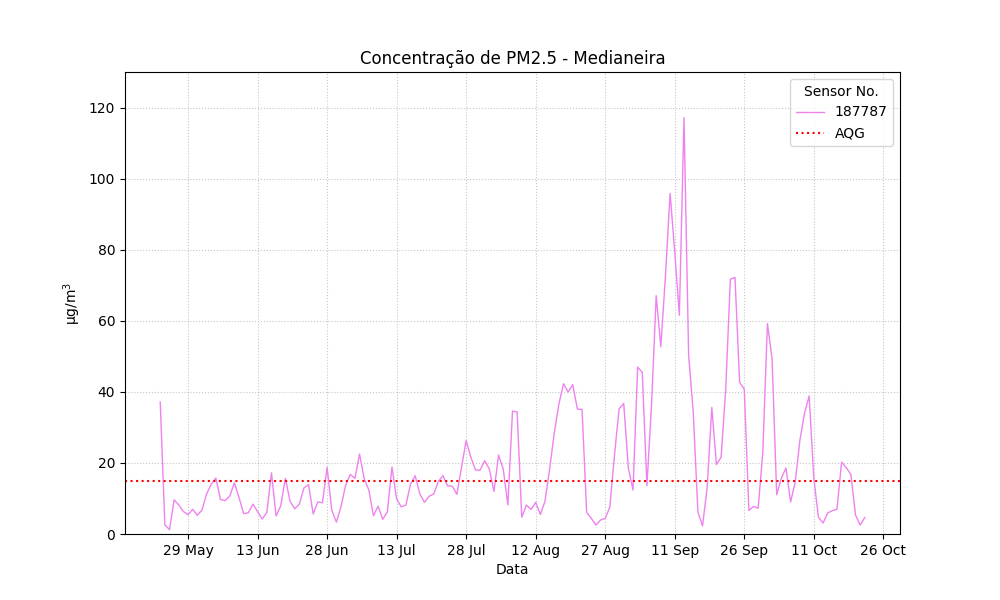 Concentração de PM2.5 - Medianeira
Sensor No.
187787
AQG
120
100
80
60
40
20
0
µg/m³
29 May 13 Jun 28 Jun 13 Jul 28 Jul 12 Aug 27 Aug 11 Sep 26 Sep 11 Oct 26 Oct
Data